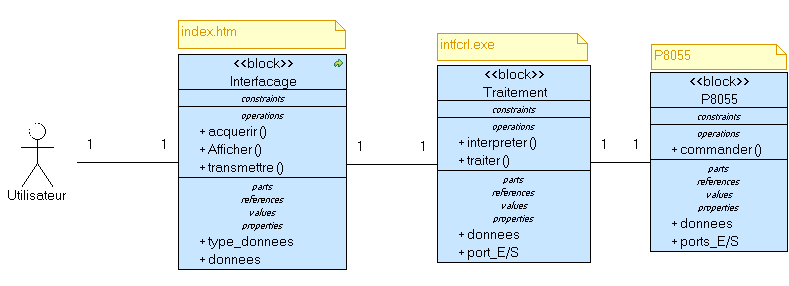 index.htm
<<block>>
Interfacage
constraints
operations
+ acquerir()
+ Afficher()
+ transmettre()
parts
references
values
properties
+ type_donnees
+ donnees
intfcrl.exe
<<block>>
Traitement
constraints
operations
+ interpreter()
+ traiter()
parts
references
values
properties
+ donnees
+ port_E/S
P8055
<<block>>
P8055
constraints
operations
+ commander()
parts
references
values
properties
+ donnees
+ ports_E/S
Utilisateur
1
1
1
1
1
1